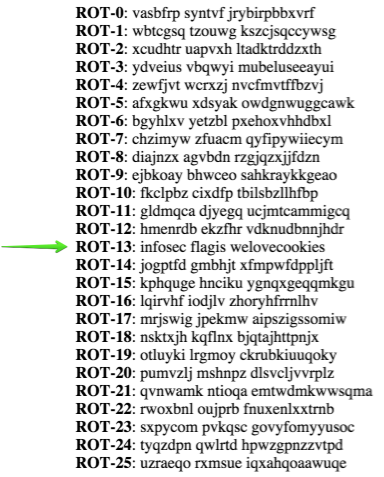 ROT-0: vasbfrp syntvf jrybirpbbxvrf
ROT-1: wbtcgsq tzouwg kszcjsqccywsg
ROT-2: xcudhtr uapvxh ltadktrddzxth
ROT-3: ydveius vbqwyi mubeluseeayui
ROT-4: zewfjvt wcrxzj nvcfmvtffbzvj
ROT-5: afxgkwu xdsyak owdgnwuggcawk
ROT-6: bgyhlxv yetzbl pxehoxvhhdbxl
ROT-7: chzimyw zfuacm qyfipywiiecym
ROT-8: diajnzx agvbdn rzgjqzxjjfdzn
ROT-9: ejbkoay bhwceo sahkraykkgeao
ROT-10: fkclpbz cixdfp tbilsbzllhfbp
ROT-11: gldmqca djyegq ucjmtcammigcq
ROT-12: hmenrdb ekzfhr vdknudbnnjhdr
ROT-13: infosec flagis welovecookies
ROT-14: jogptfd gmbhjt xfmpwfdppljft
ROT-15: kphquge hnciku ygnqxgeqqmkgu
ROT-16: lqirvhf iodjlv zhoryhfrrnlhv
ROT-17: mrjswig jpekmw aipszigssomiw
ROT-18: nsktxjh kqflnx bjqtajhttpnjx
ROT-19: otluyki lrgmoy ckrubkiuuqoky
ROT-20: pumvzlj mshnpz dlsvcljvvrplz
ROT-21: qvnwamk ntioqa emtwdmkwwsqma
ROT-22: rwoxbnl oujprb fnuxenlxxtrnb
ROT-23: sxpycom pvkqsc govyfomyyusoc
ROT-24: tyqzdpn qwlrtd hpwzgpnzzvtpd
ROT-25: uzraeqo rxmsue iqxahqoaawuqe